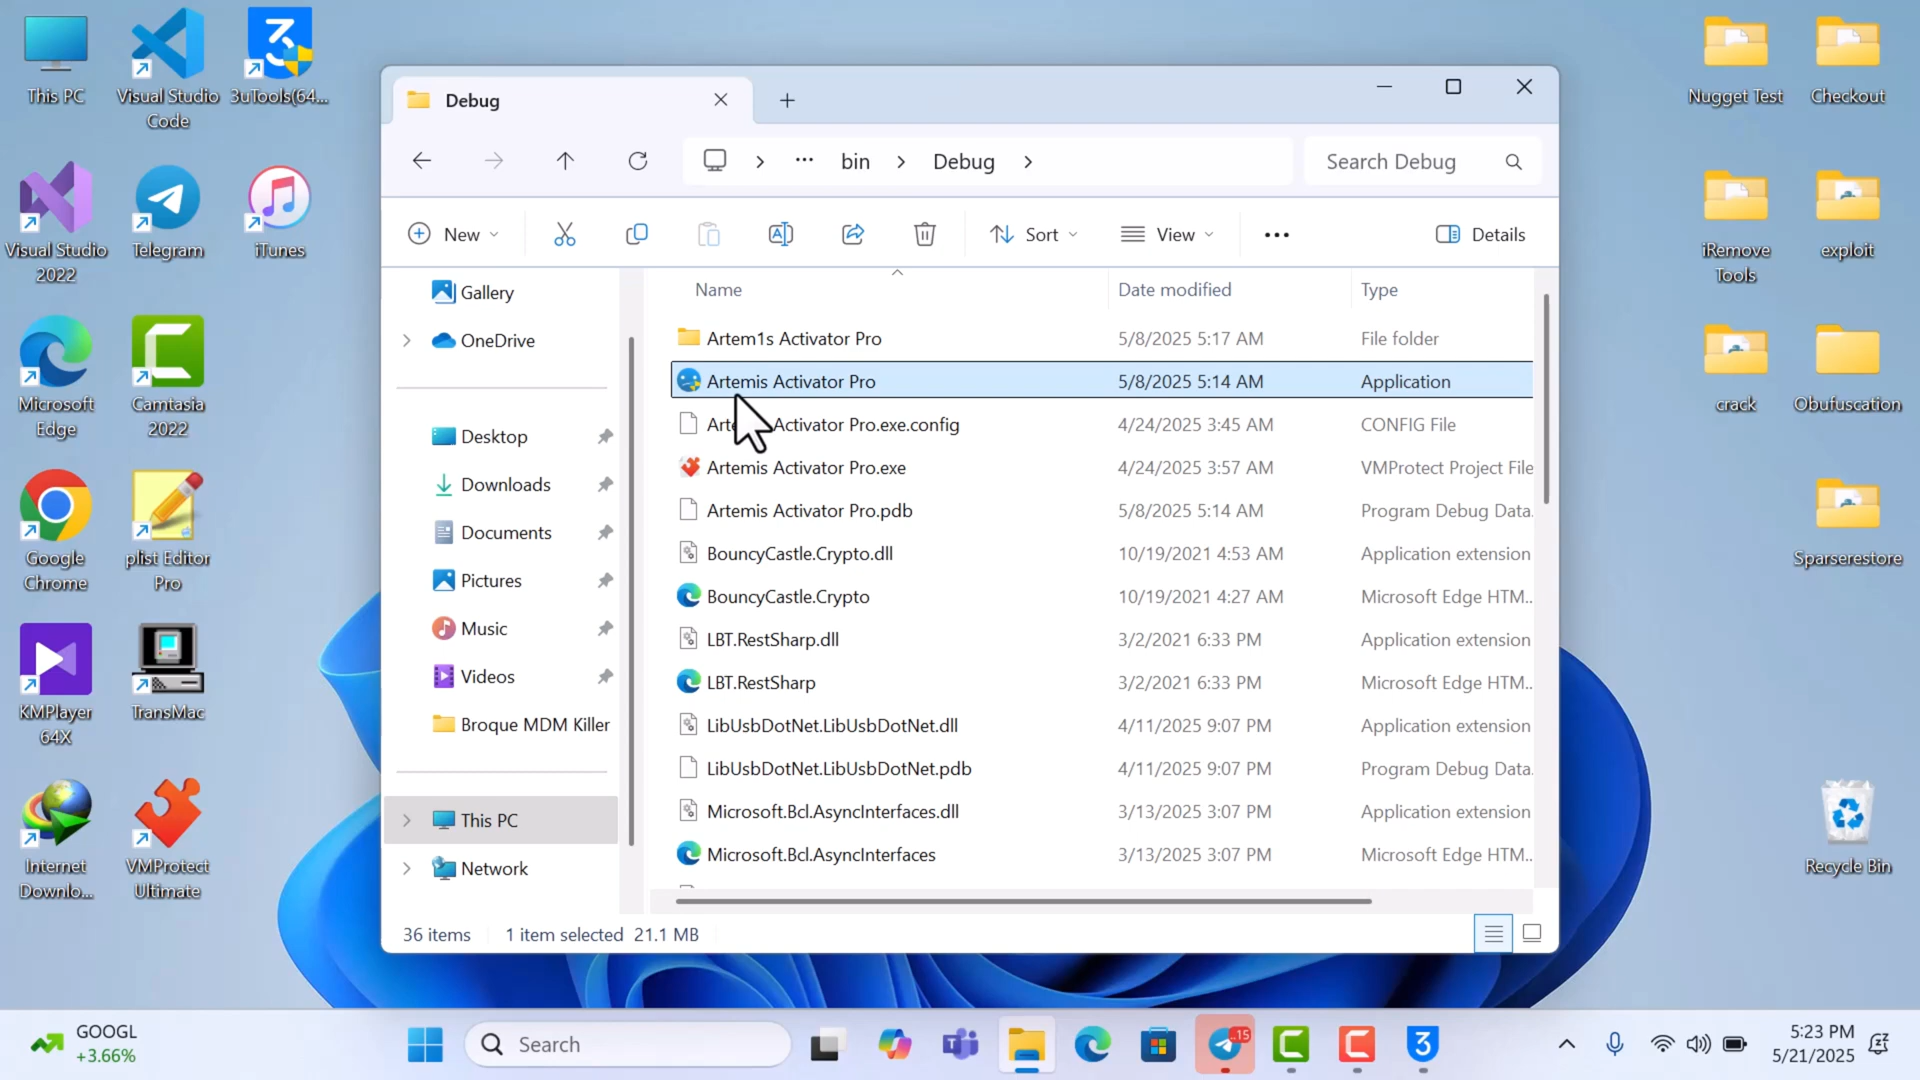 This PC
Visual Studio
Code
3uTools(64...
Visual Studio
2022
Telegram
iTunes
Microsoft
Edge
Camtasia
2022
Google
Chrome
plist Editor
Pro
KMPlayer
64X
TransMac
Internet
Downlo...
VMProtect
Ultimate
Debug
bin
Debug
Search Debug
New
Sort
View
Details
Gallery
OneDrive
Desktop
Downloads
Documents
Pictures
Music
Videos
Broque MDM Killer
This PC
Network
Name Date modified Type
Artem1s Activator Pro 5/8/2025 5:17 AM File folder
Artemis Activator Pro 5/8/2025 5:14 AM Application
Arte Activator Pro.exe.config 4/24/2025 3:45 AM CONFIG File
Artemis Activator Pro.exe 4/24/2025 3:57 AM VMProtect Project File
Artemis Activator Pro.pdb 5/8/2025 5:14 AM Program Debug Data.
BouncyCastle.Crypto.dll 10/19/2021 4:53 AM Application extension
BouncyCastle.Crypto 10/19/2021 4:27 AM Microsoft Edge HTM...
LBT.RestSharp.dll 3/2/2021 6:33 PM Application extension
LBT.RestSharp 3/2/2021 6:33 PM Microsoft Edge HTM...
LibUsbDotNet.LibUsbDotNet.dll 4/11/2025 9:07 PM Application extension
LibUsbDotNet.LibUsbDotNet.pdb 4/11/2025 9:07 PM Program Debug Data.
Microsoft.Bcl.AsyncInterfaces.dll 3/13/2025 3:07 PM Application extension
Microsoft.Bcl.AsyncInterfaces 3/13/2025 3:07 PM Microsoft Edge HTM...
36 items 1 item selected 21.1 MB
Nugget Test
Checkout
iRemove
Tools
exploit
crack
Obufuscation
Sparserestore
Recycle Bin
GOOGL
+3.66%
Search
5:23 PM
5/21/2025